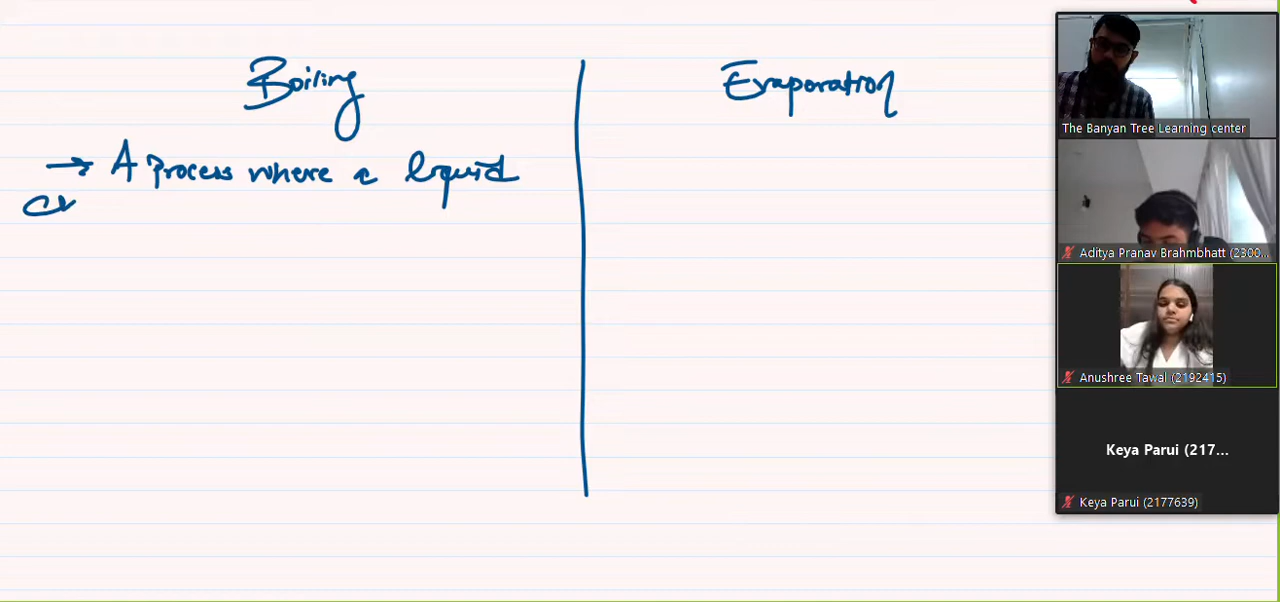 Boiling
Evaporation
→ A process where a liquid
The Banyan Tree Learning center
Aditya Pranav Brahmbhatt (2300...
Anushree Tawal (2192415)
Keya Parui (217...
Keya Parui (2177639)